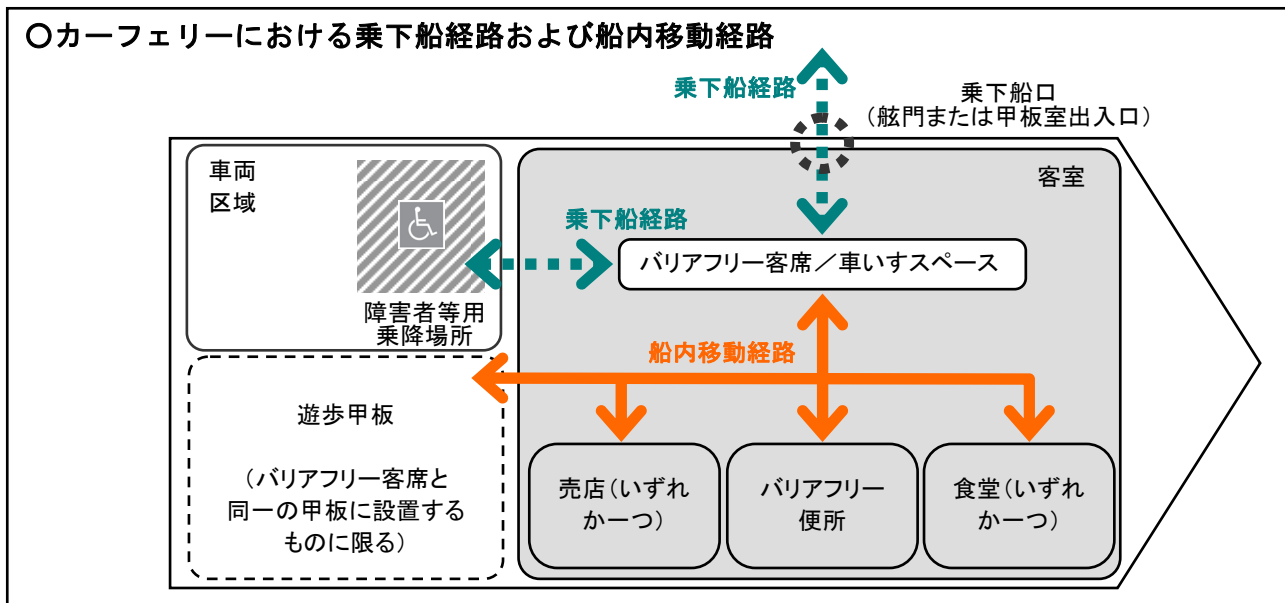 〇カーフェリーにおける乗下船経路および船内移動経路
乗下船経路
乗下船口
（舷門または甲板室出入口）
車両
区域
客室
乗下船経路
バリアフリー客席／車いすスペース
障害者等用
乗降場所
船内移動経路
遊歩甲板
（バリアフリー客席と
同一の甲板に設置する
ものに限る）
売店（いずれ
か一つ）
バリアフリー
便所
食堂（いずれ
か一つ）